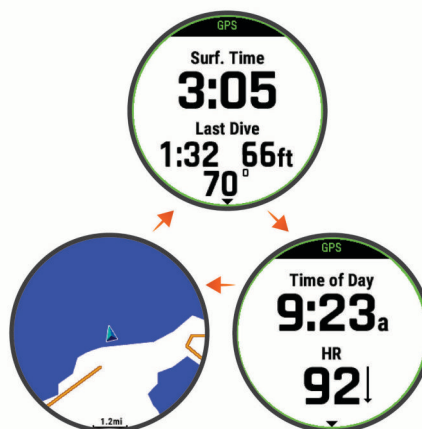 GPS
Surf. Time
3:05
Last Dive
1:32 66ft
70°
GPS
Time of Day
9:23a
HR
92
1.2mi